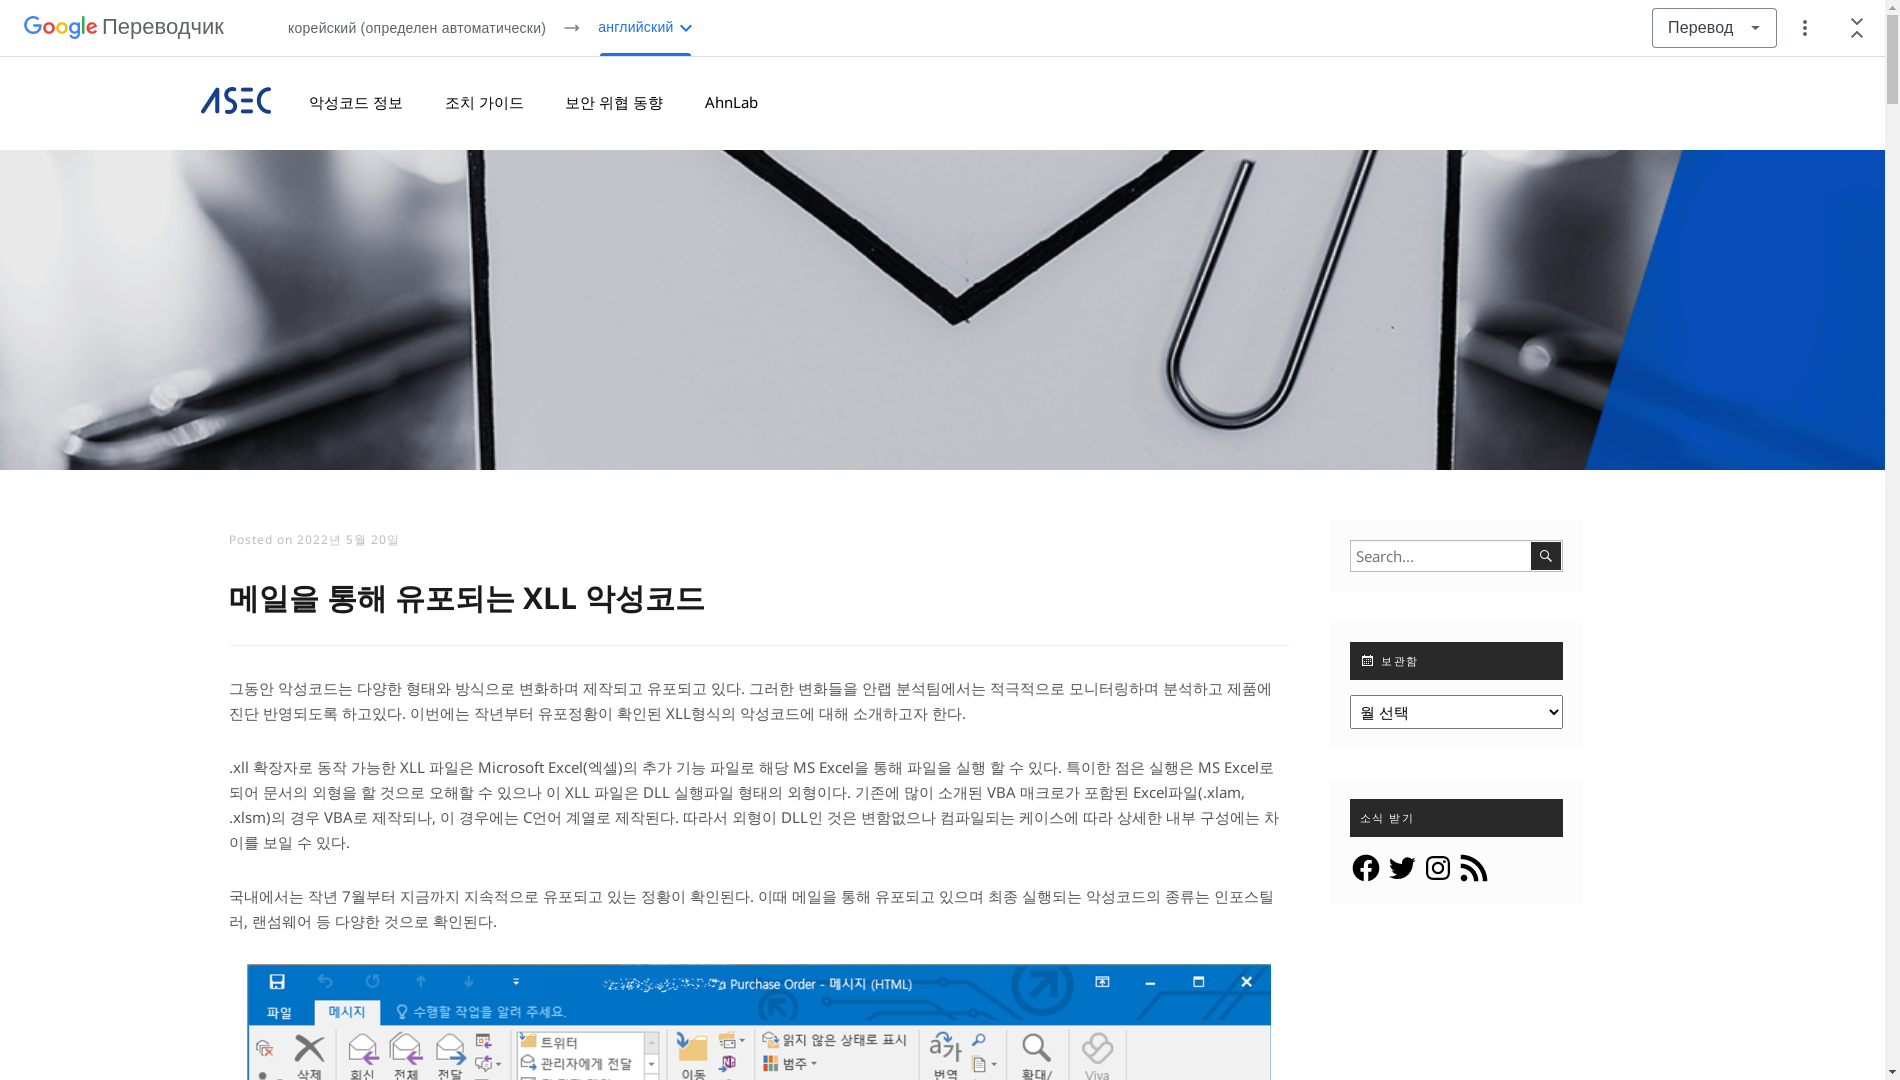 Google Переводчик
корейский (определен автоматически) → английский
Перевод
ASEC
악성코드 정보
조치 가이드
보안 위협 동향
AhnLab
Posted on 2022년 5월 20일
메일을 통해 유포되는 XLL 악성코드
그동안 악성코드는 다양한 형태와 방식으로 변화하며 제작되고 유포되고 있다. 그러한 변화들을 안랩 분석팀에서는 적극적으로 모니터링하며 분석하고 제품에
진단 반영되도록 하고있다. 이번에는 작년부터 유포정황이 확인된 XLL형식의 악성코드에 대해 소개하고자 한다.
.xll 확장자로 동작 가능한 XLL 파일은 Microsoft Excel(엑셀)의 추가 기능 파일로 해당 MS Excel을 통해 파일을 실행 할 수 있다. 특이한 점은 실행은 MS Excel로
되어 문서의 외형을 할 것으로 오해할 수 있으나 이 XLL 파일은 DLL 실행파일 형태의 외형이다. 기존에 많이 소개된 VBA 매크로가 포함된 Excel파일(.xlam,
.xlsm)의 경우 VBA로 제작되나, 이 경우에는 C언어 계열로 제작된다. 따라서 외형이 DLL인 것은 변함없으나 컴파일되는 케이스에 따라 상세한 내부 구성에는 차
이를 보일 수 있다.
국내에서는 작년 7월부터 지금까지 지속적으로 유포되고 있는 정황이 확인된다. 이때 메일을 통해 유포되고 있으며 최종 실행되는 악성코드의 종류는 인포스틸
러, 랜섬웨어 등 다양한 것으로 확인된다.
Purchase Order - 메시지 (HTML)
파일
메시지
수행할 작업을 알려 주세요.
트위터
관리자에게 전달
읽지 않은 상태로 표시
범주
삭제
회신
전체
전달
이동
번역
확대/
Viva
Search...
보관함
월 선택
소식 받기